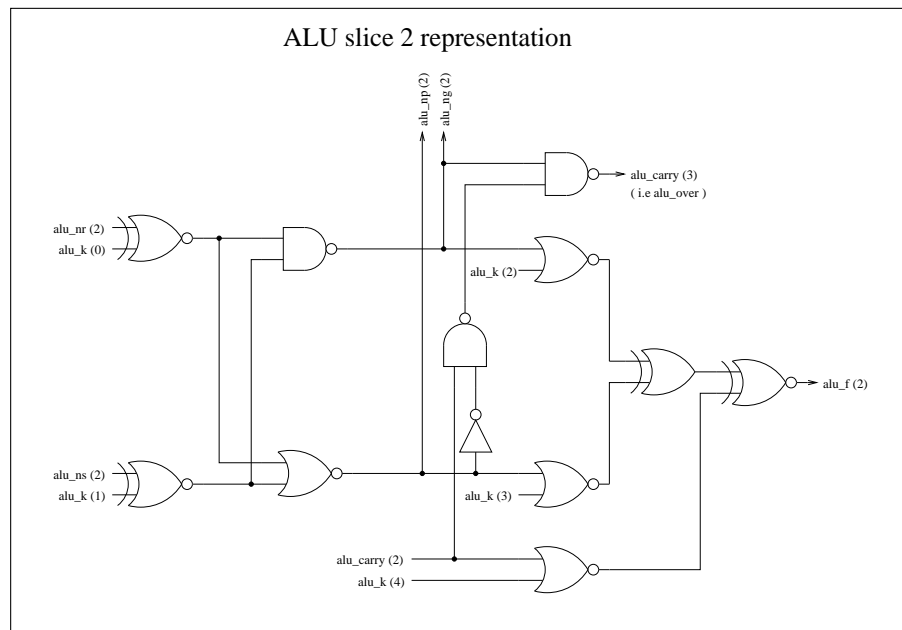 ALU slice 2 representation
alu_np (2)
alu_ng (2)
alu_carry (3)
( i.e alu_over )
alu_nr (2)
alu_k (0)
alu_k (2)
alu_f (2)
alu_ns (2)
alu_k (1)
alu_k (3)
alu_carry (2)
alu_k (4)